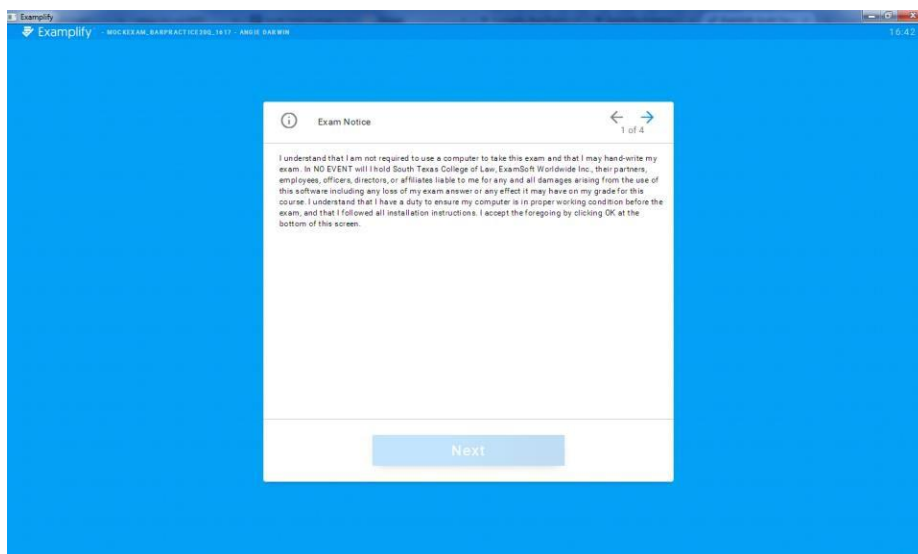 Examplify
Examplify - MOCKEXAM_BARPRACTICE200_1617 - ANGIE DARWIN 16:42
Exam Notice
1 of 4
I understand that I am not required to use a computer to take this exam and that I may hand-write my
exam. In NO EVENT will I hold South Texas College of Law, ExamSoft Worldwide Inc., their partners,
employees, officers, directors, or affiliates liable to me for any and all damages arising from the use of
this software including any loss of my exam answer or any effect it may have on my grade for this
course. I understand that I have a duty to ensure my computer is in proper working condition before the
exam, and that I followed all installation instructions. I accept the foregoing by clicking OK at the
bottom of this screen.
Next